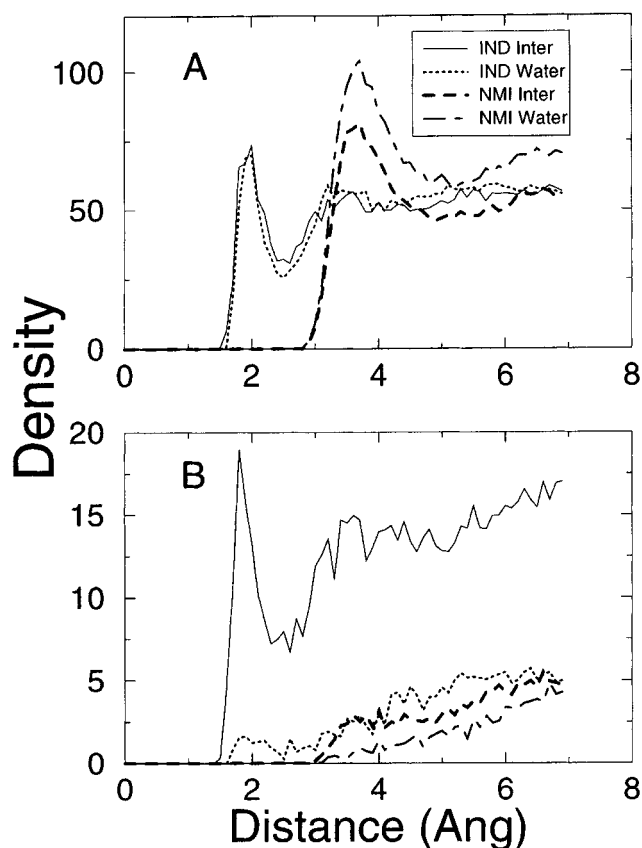 A
IND Inter
IND Water
NMI Inter
NMI Water
100
50
0
0 2 4 6 8
Density
B
20
15
10
5
0
0 2 4 6 8
Distance (Ang)